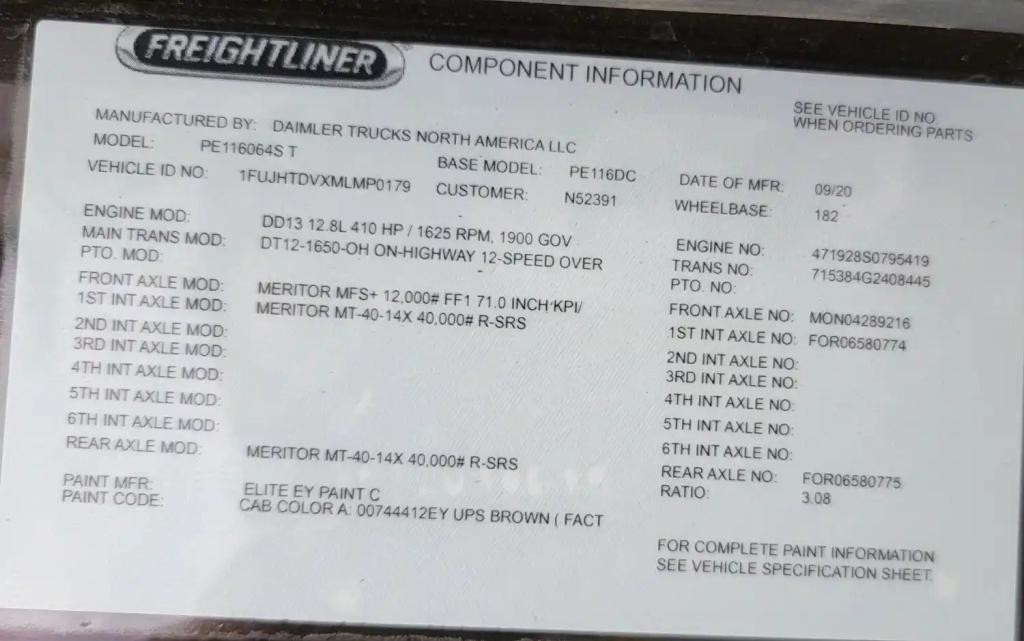 FREIGHTLINER
COMPONENT INFORMATION
SEE VEHICLE ID NO.
WHEN ORDERING PARTS
MANUFACTURED BY: DAIMLER TRUCKS NORTH AMERICA LLC
MODEL: PE116064S T BASE MODEL: PE116DC DATE OF MFR: 09/20
VEHICLE ID NO: 1FUJHTDVXMLMP0179 CUSTOMER: N52391 WHEELBASE: 182
ENGINE MOD: DD13 12.8L 410 HP / 1625 RPM, 1900 GOV ENGINE NO: 471928S0795419
MAIN TRANS MOD: DT12-1650-OH ON-HIGHWAY 12-SPEED OVER TRANS NO: 715384G2408445
PTO. MOD: - PTO. NO:
FRONT AXLE MOD: MERITOR MFS+ 12,000# FF1 71.0 INCH KPI/ FRONT AXLE NO: MON04289216
1ST INT AXLE MOD: MERITOR MT-40-14X 40,000# R-SRS 1ST INT AXLE NO: FOR06580774
2ND INT AXLE MOD: 2ND INT AXLE NO:
3RD INT AXLE MOD: 3RD INT AXLE NO:
4TH INT AXLE MOD: 4TH INT AXLE NO:
5TH INT AXLE MOD: 5TH INT AXLE NO:
6TH INT AXLE MOD: 6TH INT AXLE NO:
REAR AXLE MOD: MERITOR MT-40-14X 40,000# R-SRS REAR AXLE NO: FOR06580775
RATIO: 3.08
PAINT MFR: ELITE EY PAINT C
PAINT CODE: CAB COLOR A: 00744412EY UPS BROWN ( FACT
FOR COMPLETE PAINT INFORMATION
SEE VEHICLE SPECIFICATION SHEET.